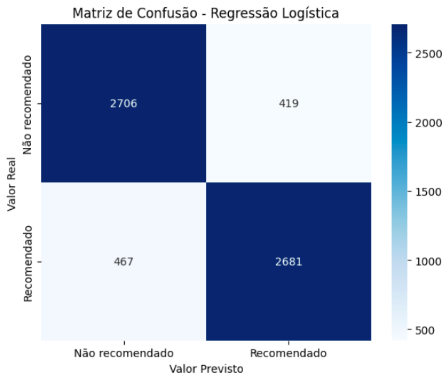 Matriz de Confusão - Regressão Logística
Valor Real
Não recomendado
2706
419
Recomendado
467
2681
Não recomendado
Recomendado
Valor Previsto
2500
2000
1500
1000
500